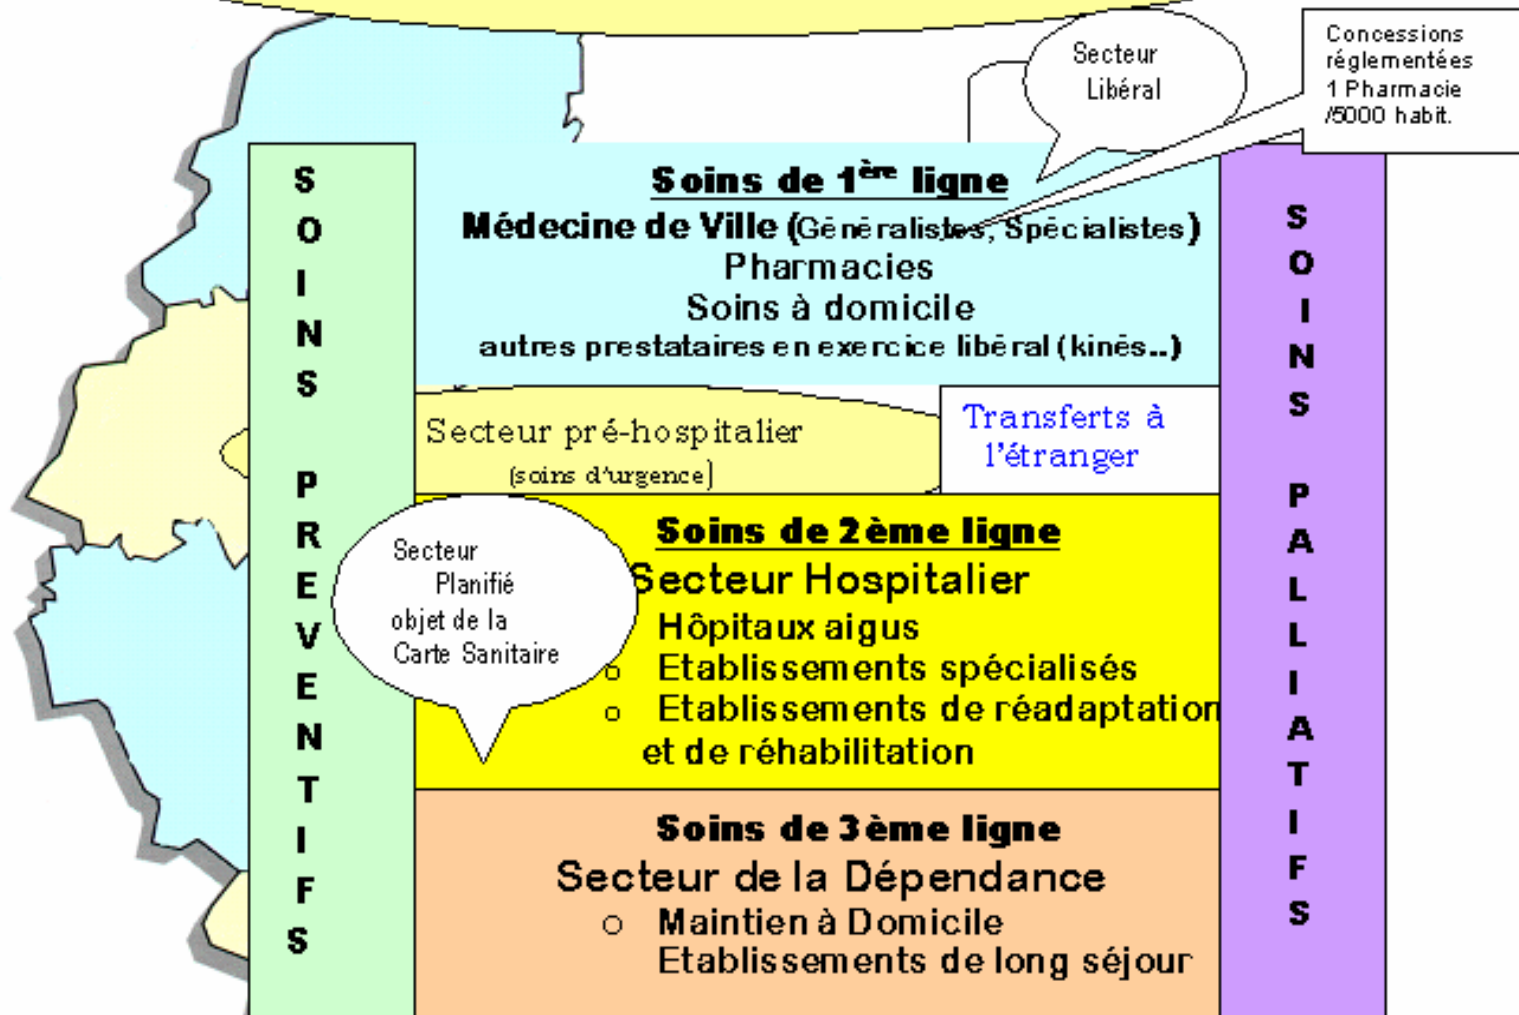 Secteur
Libéral
Concessions
réglementées
1 Pharmacie
/5000 habit.
SOINS PREVENTIFS
Soins de 1ère ligne
Médecine de Ville (Généralistes, Spécialistes)
Pharmacies
Soins à domicile
autres prestataires en exercice libéral (kinés..)
Secteur pré-hospitalier
(soins d'urgence)
Transferts à
l'étranger
Secteur
Planifié
objet de la
Carte Sanitaire
Soins de 2ème ligne
Secteur Hospitalier
Hôpitaux aigus
o Etablissements spécialisés
o Etablissements de réadaptation
et de réhabilitation
Soins de 3ème ligne
Secteur de la Dépendance
o Maintien à Domicile
Etablissements de long séjour
SOINS PALLIATIFS